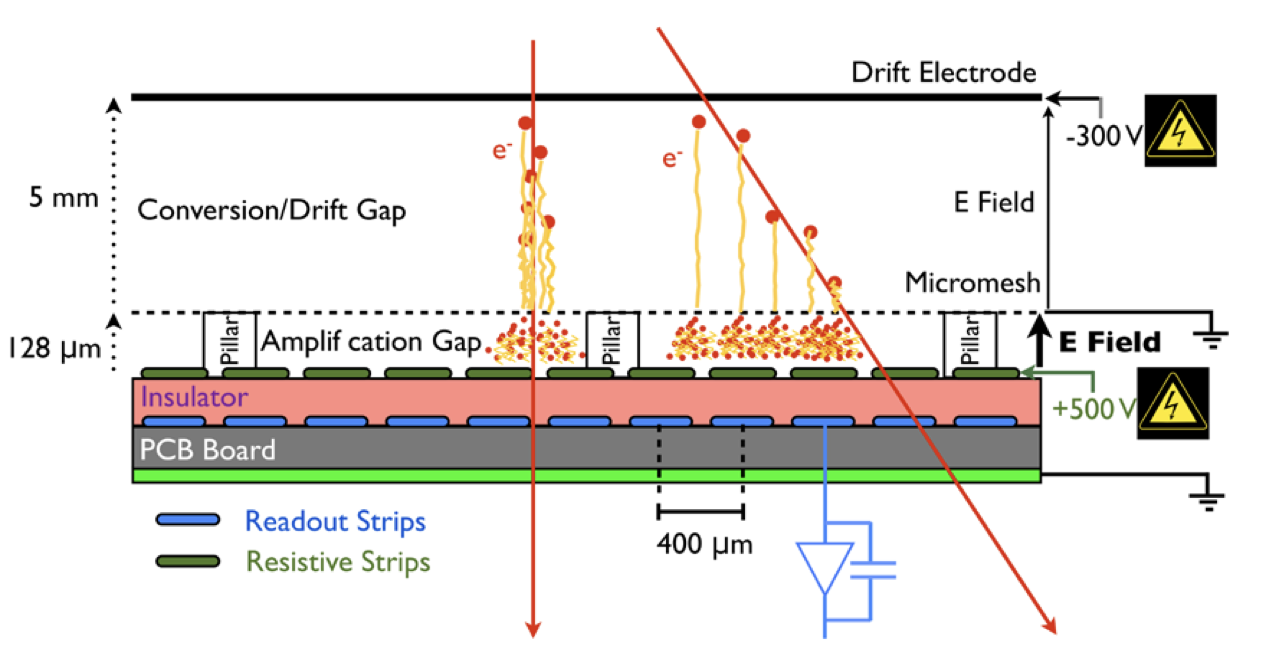 Drift Electrode
-300 V
e-
e-
5 mm
Conversion/Drift Gap
E Field
Micromesh
128 µm
Pillar
Amplif cation Gap
Pillar
Pillar
E Field
+500 V
Insulator
PCB Board
Readout Strips
400 µm
Resistive Strips